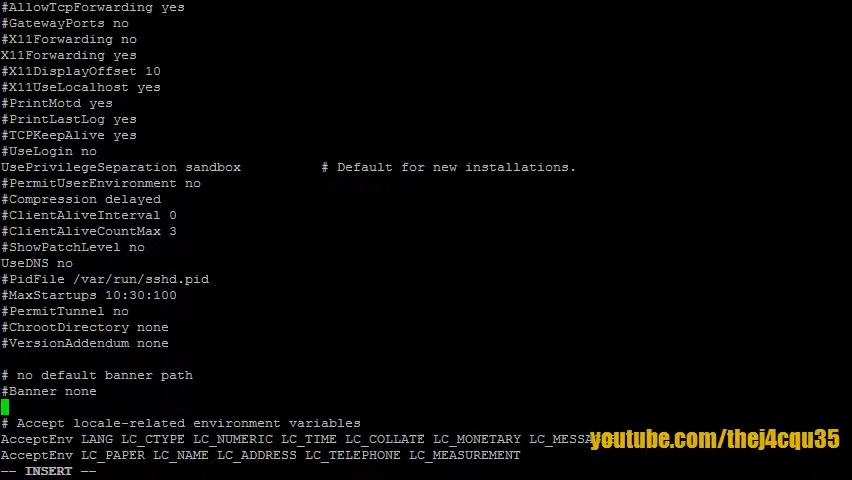 #AllowTcpForwarding yes
#GatewayPorts no
#X11Forwarding no
X11Forwarding yes
#X11DisplayOffset 10
#X11UseLocalhost yes
#PrintMotd yes
#PrintLastLog yes
#TCPKeepAlive yes
#UseLogin no
UsePrivilegeSeparation sandbox          # Default for new installations.
#PermitUserEnvironment no
#Compression delayed
#ClientAliveInterval 0
#ClientAliveCountMax 3
#ShowPatchLevel no
UseDNS no
#PidFile /var/run/sshd.pid
#MaxStartups 10:30:100
#PermitTunnel no
#ChrootDirectory none
#VersionAddendum none
# no default banner path
#Banner none
# Accept locale-related environment variables
AcceptEnv LANG LC_CTYPE LC_NUMERIC LC_TIME LC_COLLATE LC_MONETARY
AcceptEnv LC_PAPER LC_NAME LC_ADDRESS LC_TELEPHONE LC_MEASUREMENT
youtube.com/thej4cqu35
-- INSERT --